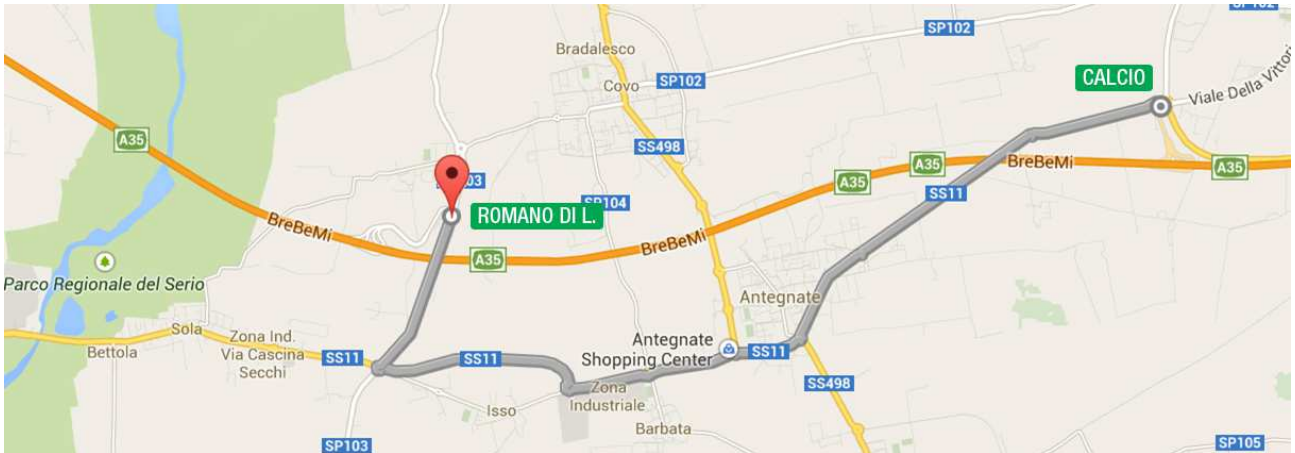 SP102
Bradalesco
SP102
CALCIO
Covo
SP102
Viale Della Vittori
A35
SS498
A35
BreBeMi
A35
SS11
A35
ROMANO DI L.
SP104
BreBeMi
BreBeMi
A35
Parco Regionale del Serio
Antegnate
Sola
Zona Ind.
Via Cascina
Secchi
Bettola
SS11
SS11
Antegnate
Shopping Center
SS11
SS498
Zona
Industriale
Isso
Barbata
SP103
SP105